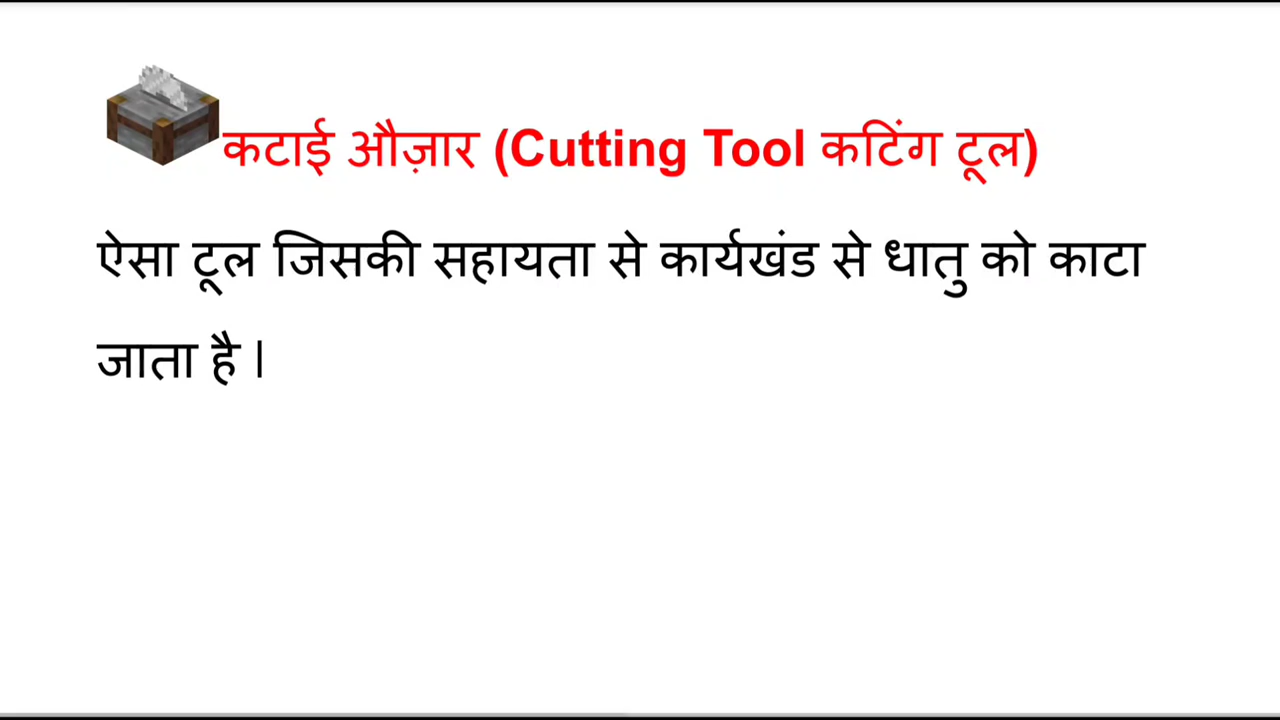 कटाई औज़ार (Cutting Tool कटिंग टूल)
ऐसा टूल जिसकी सहायता से कार्यखंड से धातु को काटा
जाता है |